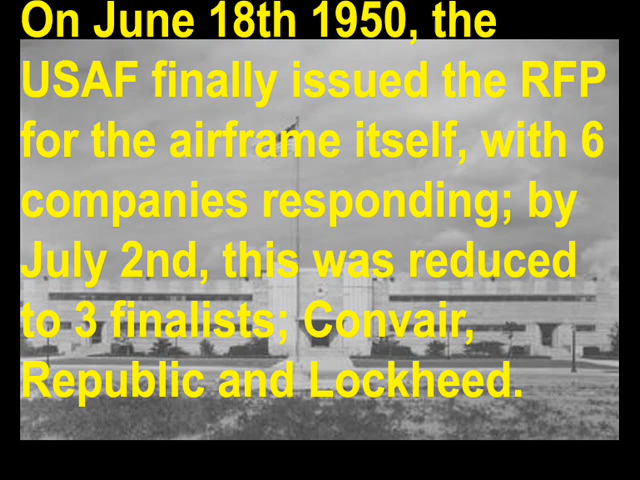 On June 18th 1950, the
USAF finally issued the RFP
for the airframe itself, with 6
companies responding; by
July 2nd, this was reduced
to 3 finalists; Convair,
Republic and Lockheed.